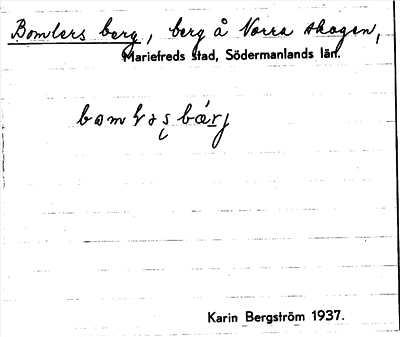 Bomlers berg, berg å Norra skogen,
Mariefreds stad, Södermanlands län.
Karin Bergström 1937.